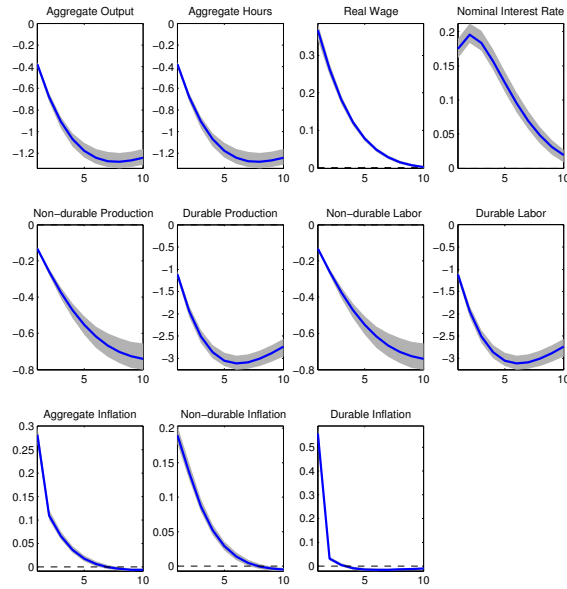 Aggregate Output Aggregate Hours Real Wage Nominal Interest Rate
0 0 0.2
−0.2 −0.2 0.3 0.15
−0.4 −0.4
−0.6 −0.6 0.2 0.1
−0.8 −0.8
−1 −1 0.1 0.05
−1.2 −1.2 0 0
5 10 5 10 5 10 5 10
Non-durable Production Durable Production Non-durable Labor Durable Labor
0 0 0 0
−0.5 −0.5
−0.2 −1 −0.2 −1
−0.4 −1.5 −0.4 −1.5
−2 −2
−0.6 −2.5 −0.6 −2.5
−3 −3
−0.8 −0.8
5 10 5 10 5 10 5 10
Aggregate Inflation Non-durable Inflation Durable Inflation
0.3 0.2
0.25 0.5
0.2 0.15 0.4
0.15 0.1 0.3
0.1 0.2
0.05 0.05 0.1
0 0 0
5 10 5 10 5 10